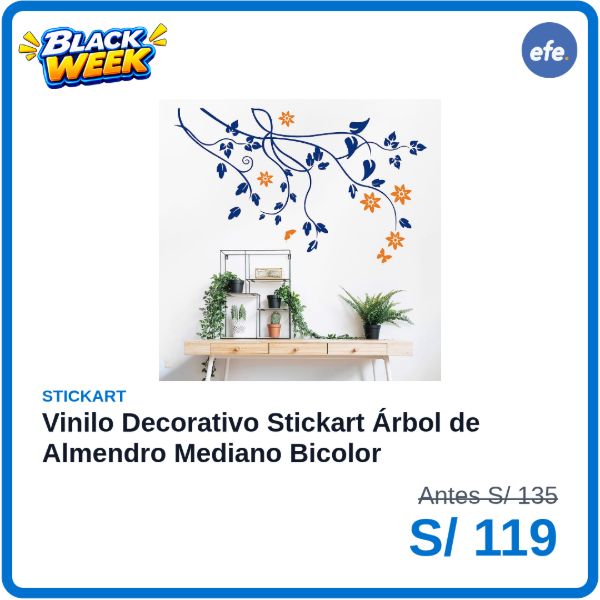 BLACK
WEEK
efe.
STICKART
Vinilo Decorativo Stickart Árbol de
Almendro Mediano Bicolor
Antes S/ 135
S/ 119